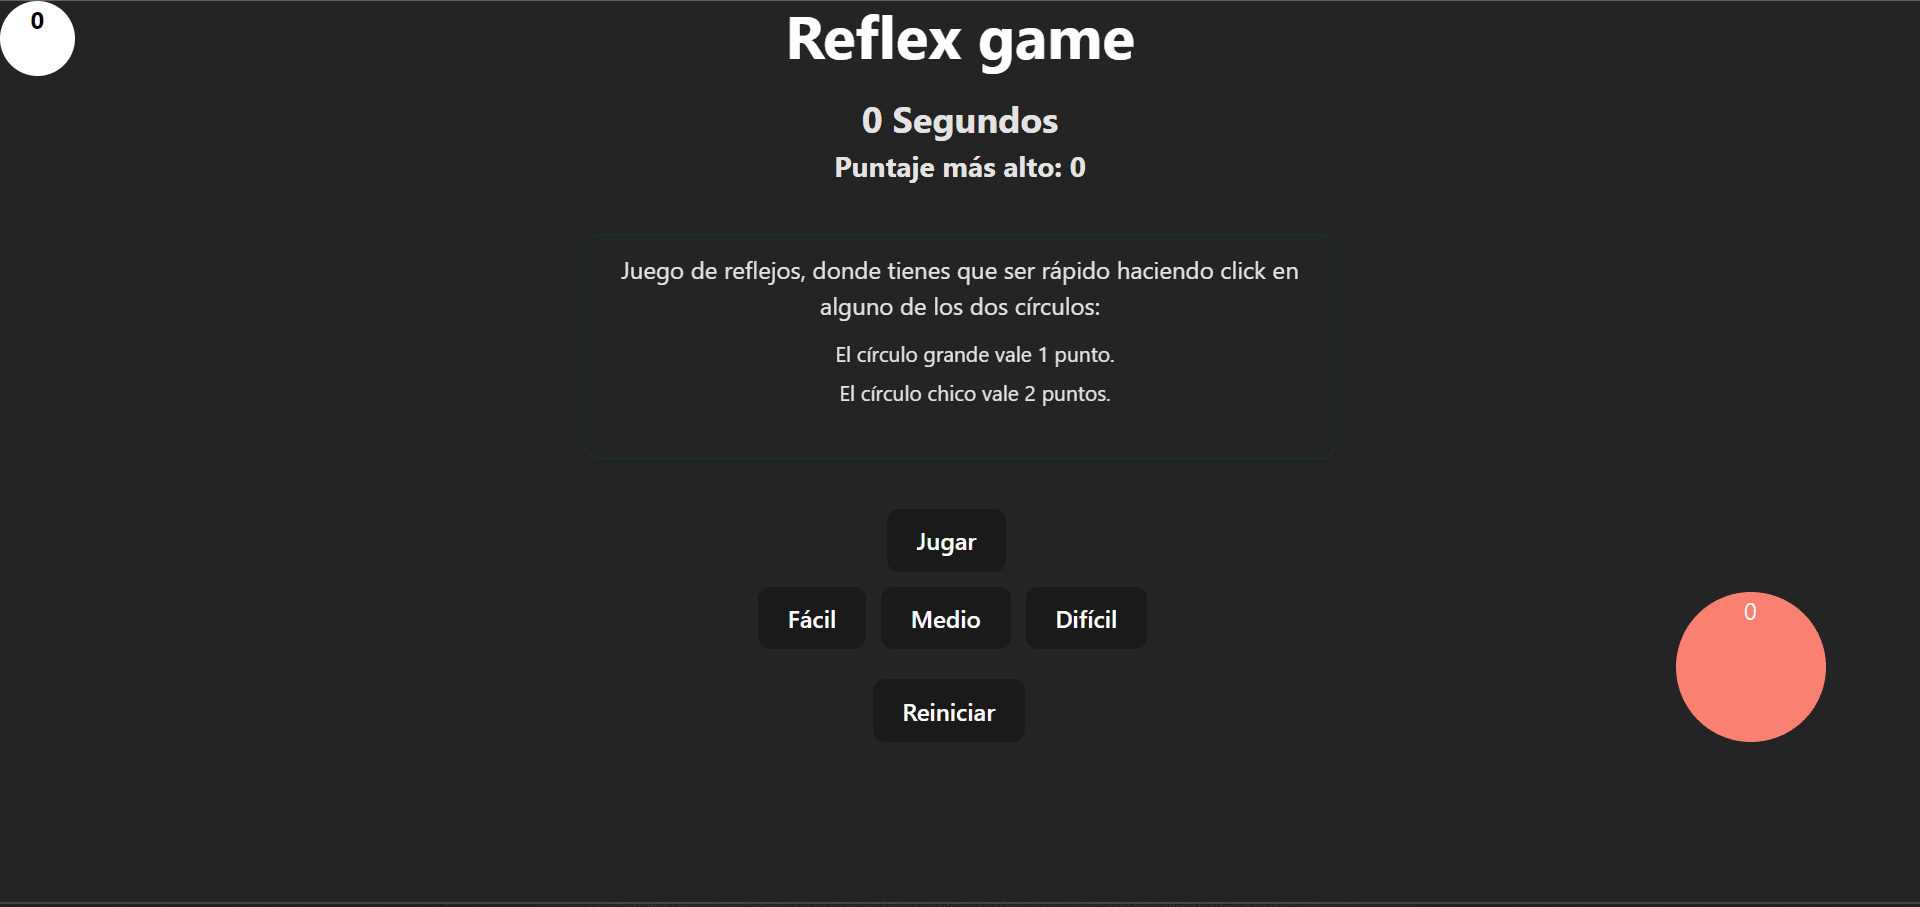 0
Reflex game
0 Segundos
Puntaje más alto: 0
Juego de reflejos, donde tienes que ser rápido haciendo click en
alguno de los dos círculos:
El círculo grande vale 1 punto.
El círculo chico vale 2 puntos.
Jugar
Fácil Medio Difícil
0
Reiniciar